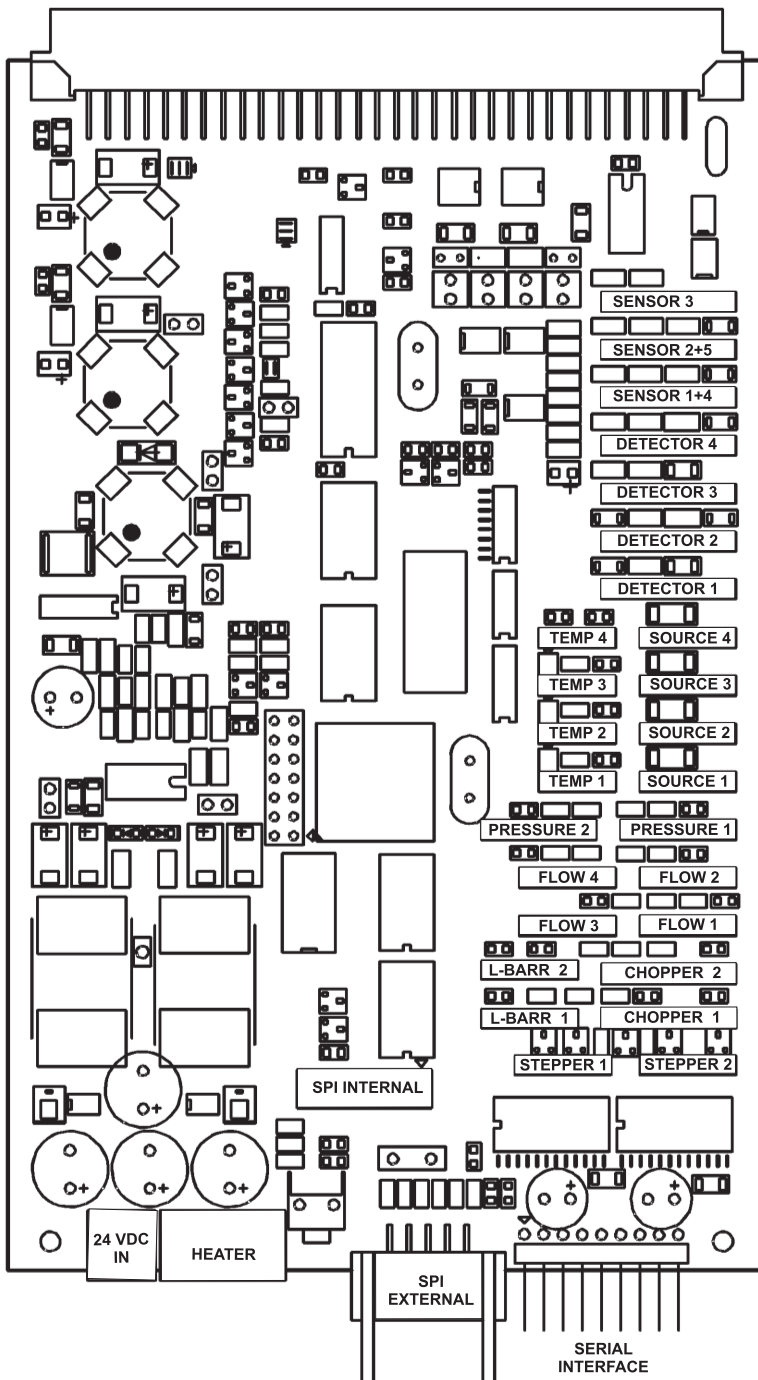 SENSOR 3
SENSOR 2+5
SENSOR 1+4
DETECTOR 4
DETECTOR 3
DETECTOR 2
DETECTOR 1
TEMP 4 SOURCE 4
TEMP 3 SOURCE 3
TEMP 2 SOURCE 2
TEMP 1 SOURCE 1
PRESSURE 2 PRESSURE 1
FLOW 4 FLOW 2
FLOW 3 FLOW 1
L-BARR 2 CHOPPER 2
L-BARR 1 CHOPPER 1
STEPPER 1 STEPPER 2
SPI INTERNAL
24 VDC
IN
HEATER
SPI
EXTERNAL
SERIAL
INTERFACE